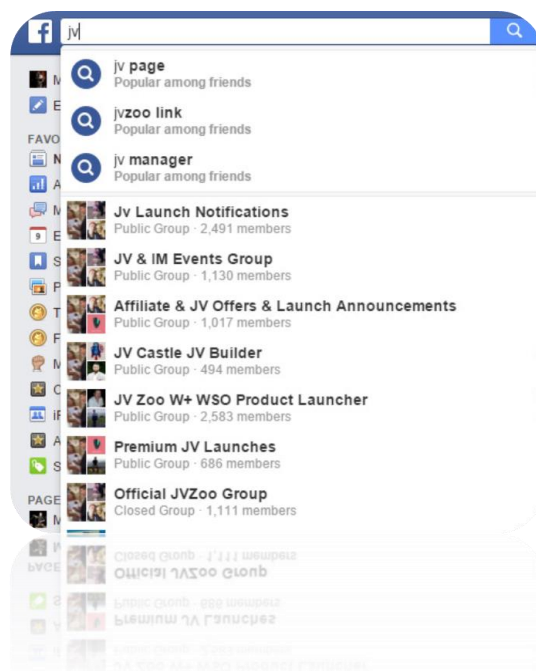 f
jv
jv page
Popular among friends
jvzoo link
Popular among friends
jv manager
Popular among friends
M
E
FAVO
N
A
M
E
9
S
P
T
F
M
C
iF
A
S
PAGE
M
Jv Launch Notifications
Public Group · 2,491 members
JV & IM Events Group
Public Group · 1,130 members
Affiliate & JV Offers & Launch Announcements
Public Group · 1,017 members
JV Castle JV Builder
Public Group · 494 members
JV Zoo W+ WSO Product Launcher
Public Group · 2,583 members
Premium JV Launches
Public Group · 686 members
Official JVZoo Group
Closed Group · 1,111 members